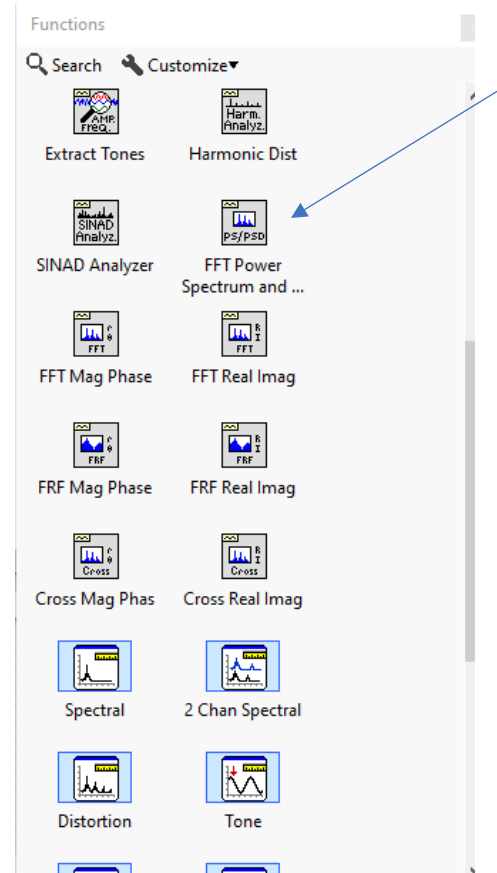 Functions
Search Customize▾
AMP. FREQ.
Harm. Analyz.
Extract Tones Harmonic Dist
SINAD Analyz.
PS/PSD
SINAD Analyzer FFT Power Spectrum and ...
r θ FFT
R I FFT
FFT Mag Phase FFT Real Imag
r θ FRF
R I FRF
FRF Mag Phase FRF Real Imag
r θ Cross
R I Cross
Cross Mag Phas Cross Real Imag
Spectral 2 Chan Spectral
Distortion Tone